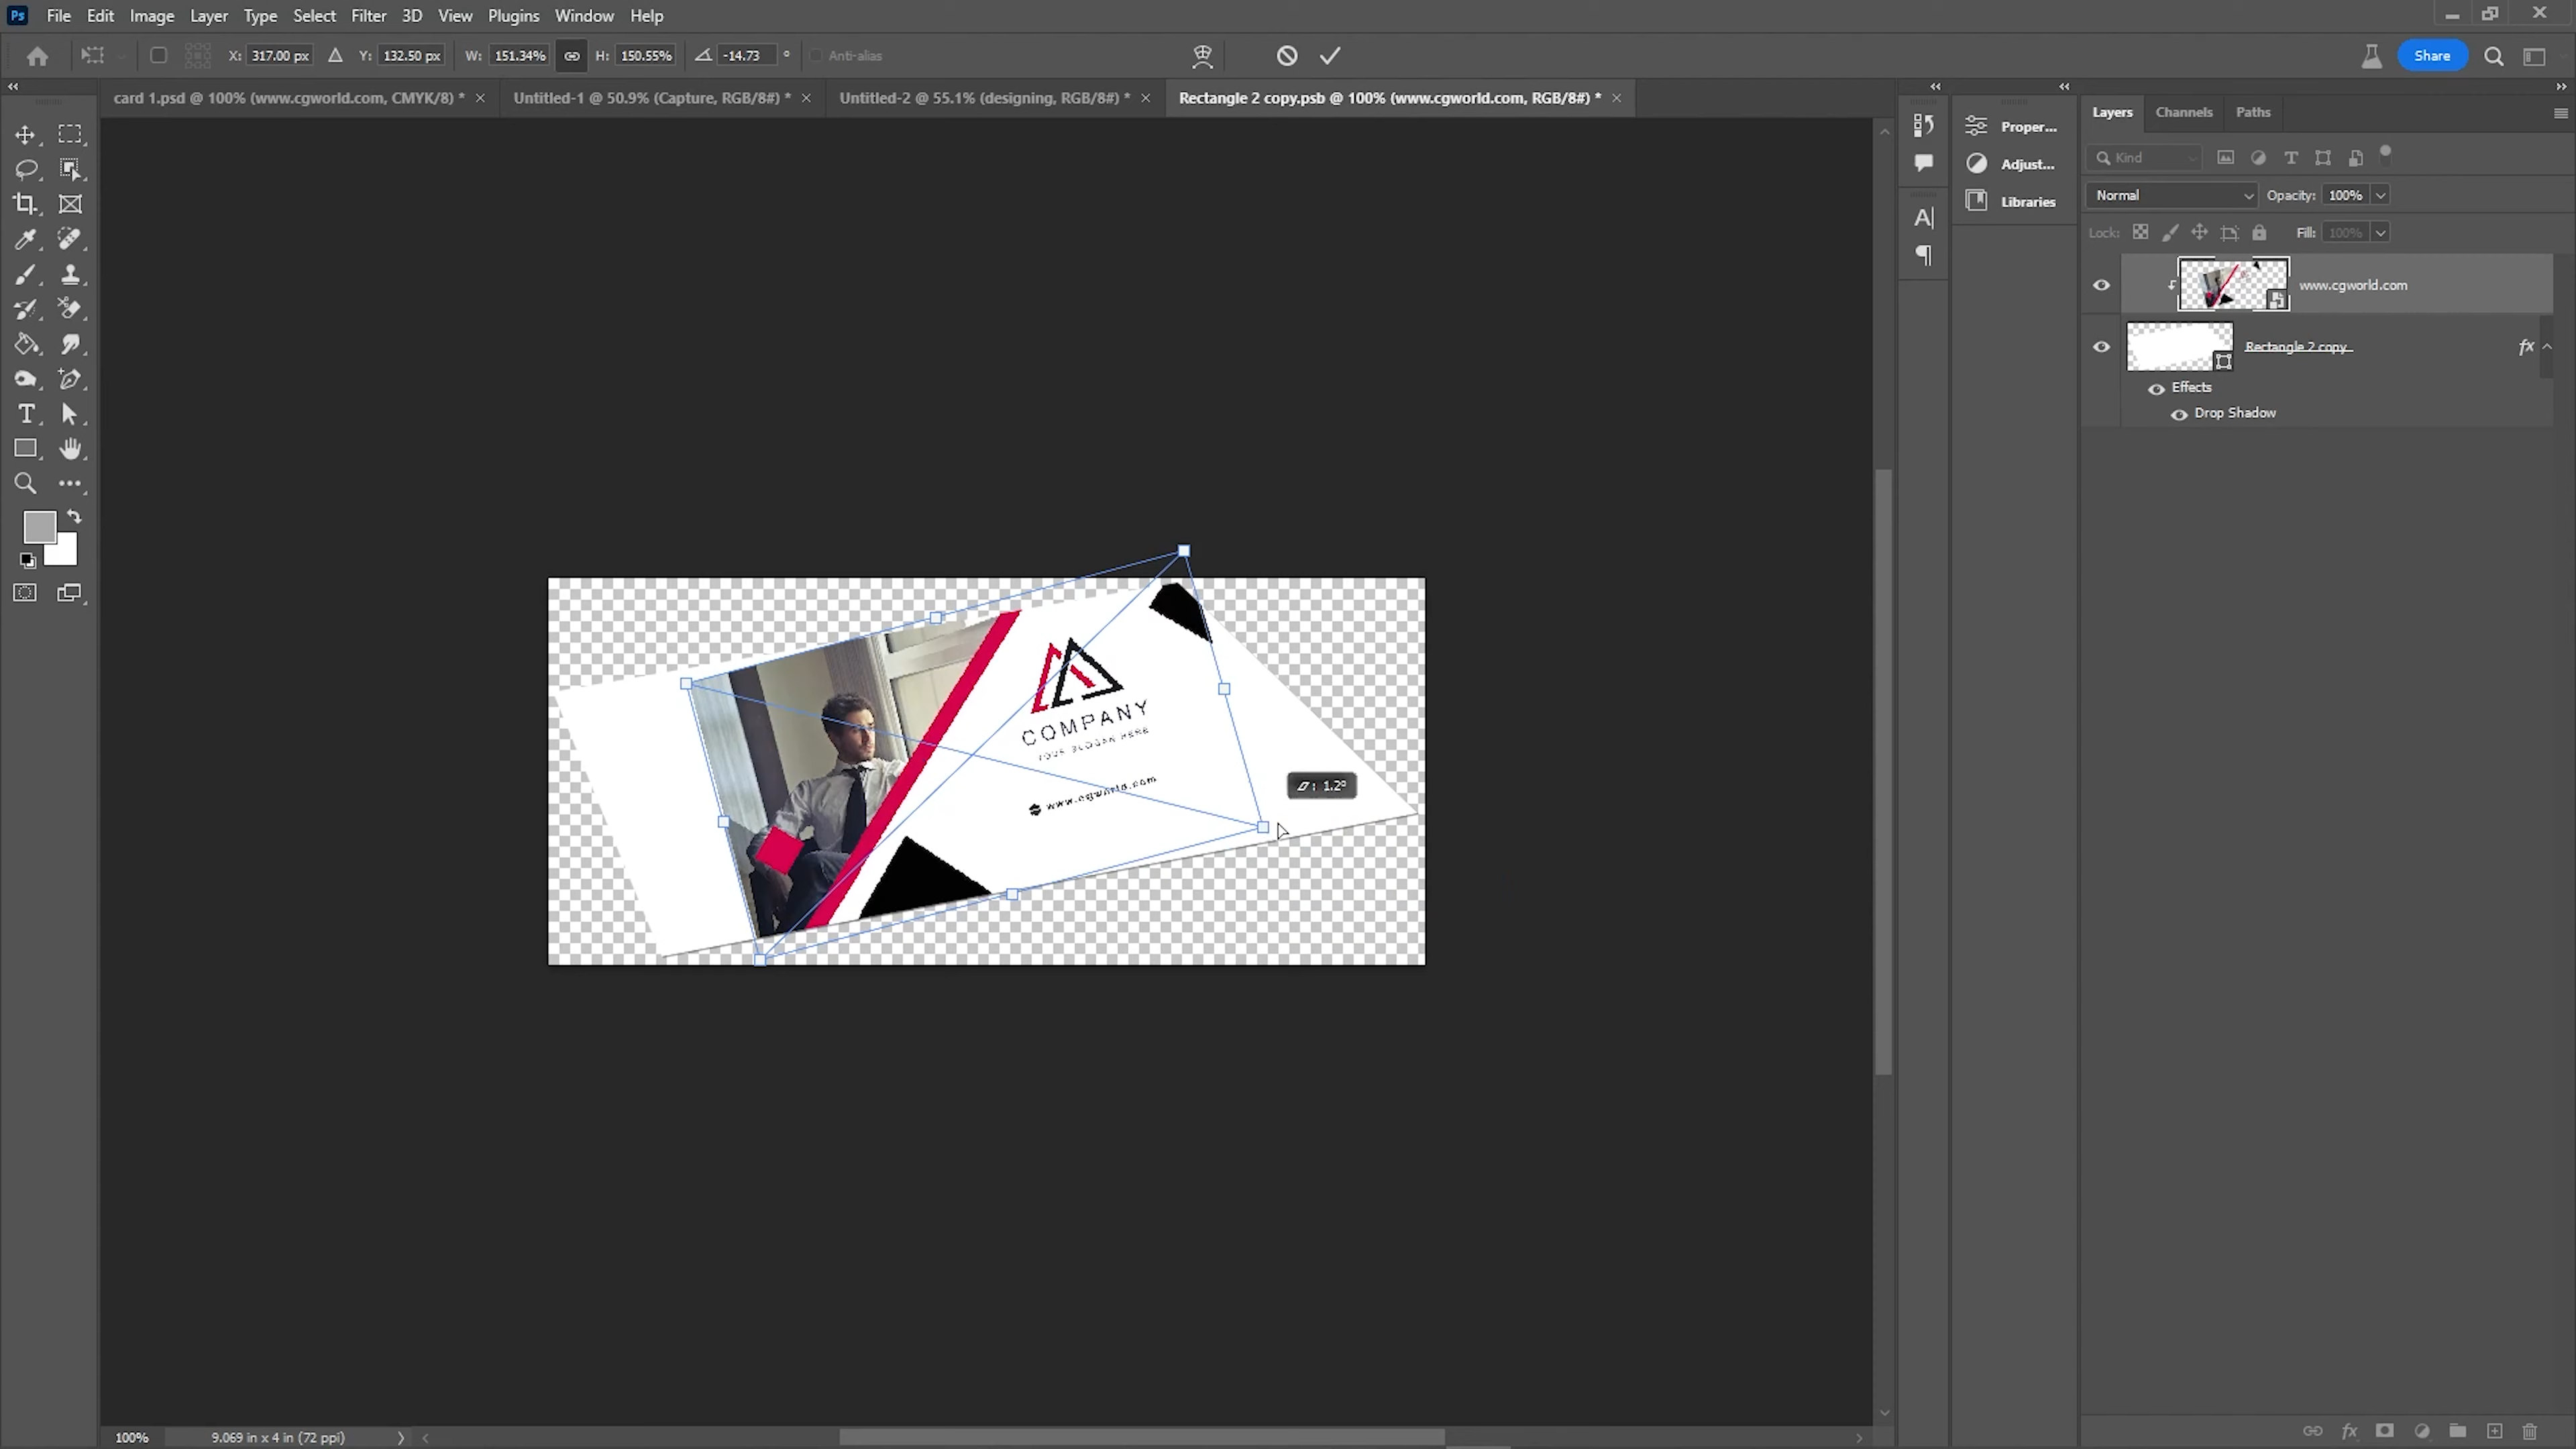 Ps File Edit Image Layer Type Select Filter 3D View Plugins Window Help
X: 317.00 px Y: 132.50 px W: 151.34% H: 150.55% -14.73 ° Anti-alias Share
card 1.psd @ 100% (www.cgworld.com, CMYK/8) * Untitled-1 @ 50.9% (Capture, RGB/8#) * Untitled-2 @ 55.1% (designing, RGB/8#) * Rectangle 2 copy.psb @ 100% (www.cgworld.com, RGB/8#) *
Proper...
Adjust...
Libraries
Layers Channels Paths
Kind
Normal Opacity: 100%
Lock: Fill: 100%
www.cgworld.com
Rectangle 2 copy fx
Effects
Drop Shadow
COMPANY
YOUR SLOGAN HERE
www.cgworld.com
1.2°
100% 9.069 in x 4 in (72 ppi)